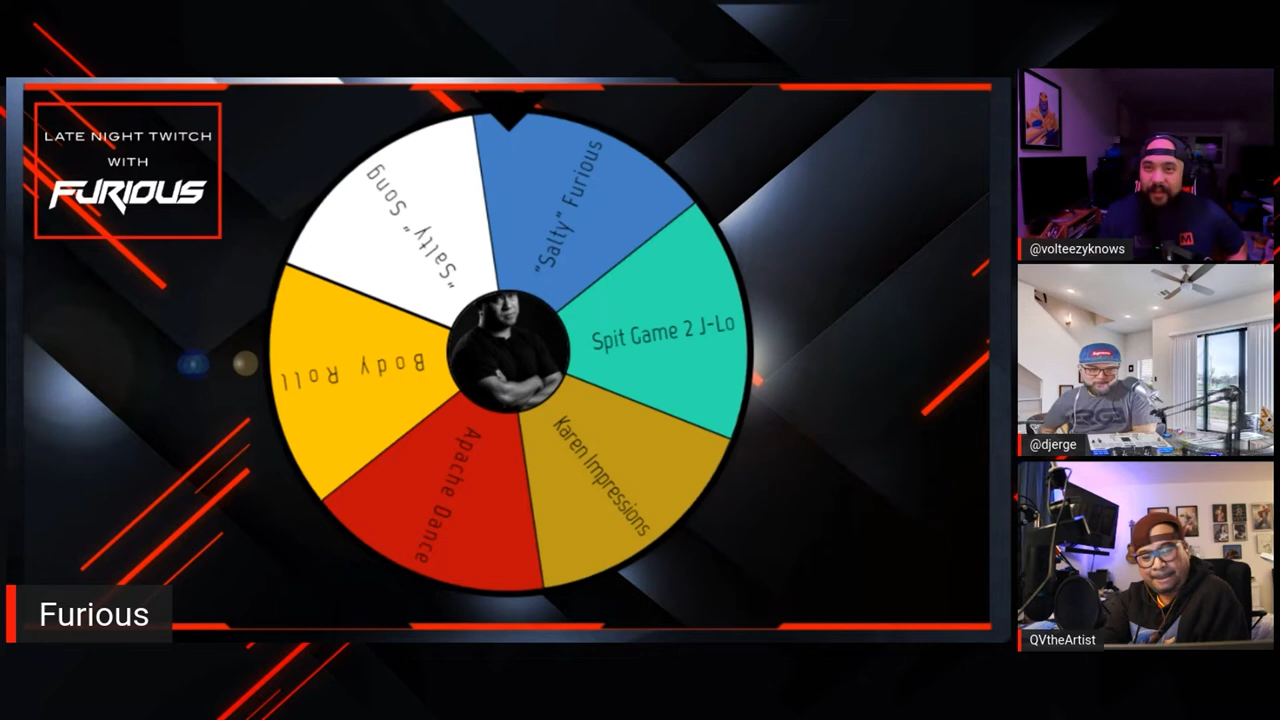 LATE NIGHT TWITCH
WITH
FURIOUS
"Salty" Song
"Salty" Furious
Spit Game 2 J-Lo
Karen Impressions
Apache Dance
Body Roll
Furious
@volteezyknows
@djerge
QVtheArtist